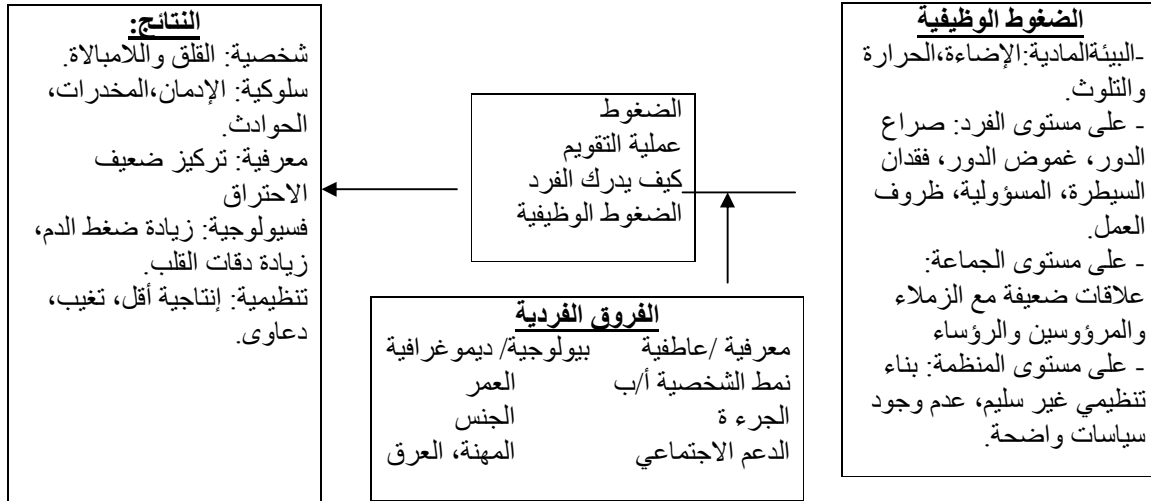 الضغوط الوظيفية
-البيئةالمادية:الإضاءة،الحرارة
والتلوث.
- على مستوى الفرد: صراع
الدور، غموض الدور، فقدان
السيطرة، المسؤولية، ظروف
العمل.
- على مستوى الجماعة:
علاقات ضعيفة مع الزملاء
والمرؤوسين والرؤساء
- على مستوى المنظمة: بناء
تنظيمي غير سليم، عدم وجود
سياسات واضحة.
الضغوط
عملية التقويم
كيف يدرك الفرد
الضغوط الوظيفية
الفروق الفردية
معرفية /عاطفية بيولوجية/ ديموغرافية
نمط الشخصية أ/ب العمر
الجرء ة الجنس
الدعم الاجتماعي المهنة، العرق
النتائج:
شخصية: القلق واللامبالاة.
سلوكية: الإدمان،المخدرات،
الحوادث.
معرفية: تركيز ضعيف
الاحتراق
فسيولوجية: زيادة ضغط الدم،
زيادة دقات القلب.
تنظيمية: إنتاجية أقل، تغيب،
دعاوى.